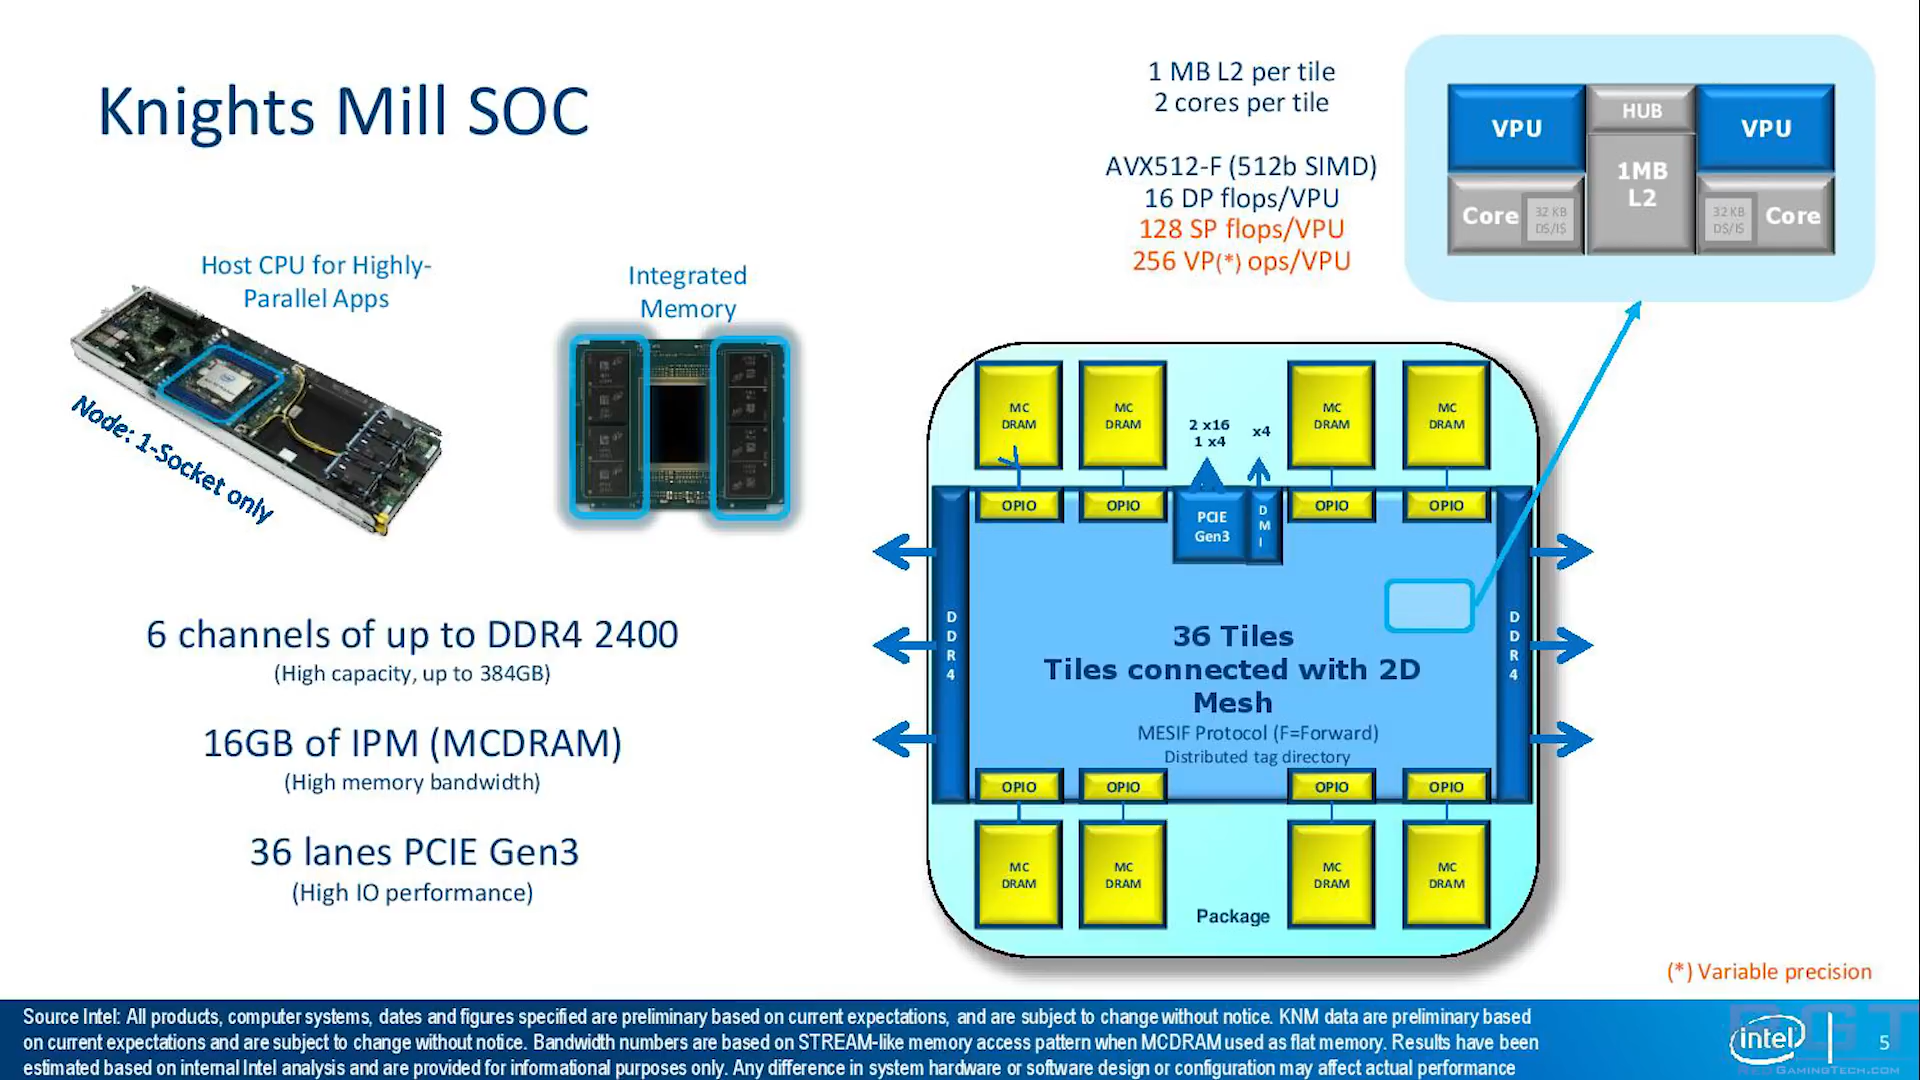 Knights Mill SOC
1 MB L2 per tile
2 cores per tile
AVX512-F (512b SIMD)
16 DP flops/VPU
128 SP flops/VPU
256 VP(*) ops/VPU
VPU
HUB
VPU
1MB
L2
Core
32 KB
D$/I$
32 KB
D$/I$
Core
Host CPU for Highly-
Parallel Apps
Node: 1-Socket only
Integrated
Memory
6 channels of up to DDR4 2400
(High capacity, up to 384GB)
16GB of IPM (MCDRAM)
(High memory bandwidth)
36 lanes PCIE Gen3
(High IO performance)
MC
DRAM
MC
DRAM
2 x16
1 x4
x4
MC
DRAM
MC
DRAM
OPIO
OPIO
PCIE
Gen3
DMI
OPIO
OPIO
DDR4
DDR4
36 Tiles
Tiles connected with 2D
Mesh
MESIF Protocol (F=Forward)
Distributed tag directory
OPIO
OPIO
OPIO
OPIO
MC
DRAM
MC
DRAM
MC
DRAM
MC
DRAM
Package
(*) Variable precision
Source Intel: All products, computer systems, dates and figures specified are preliminary based on current expectations, and are subject to change without notice. KNM data are preliminary based
on current expectations and are subject to change without notice. Bandwidth numbers are based on STREAM-like memory access pattern when MCDRAM used as flat memory. Results have been
estimated based on internal Intel analysis and are provided for informational purposes only. Any difference in system hardware or software design or configuration may affect actual performance
intel
5
RGT
REDGAMINGTECH.COM